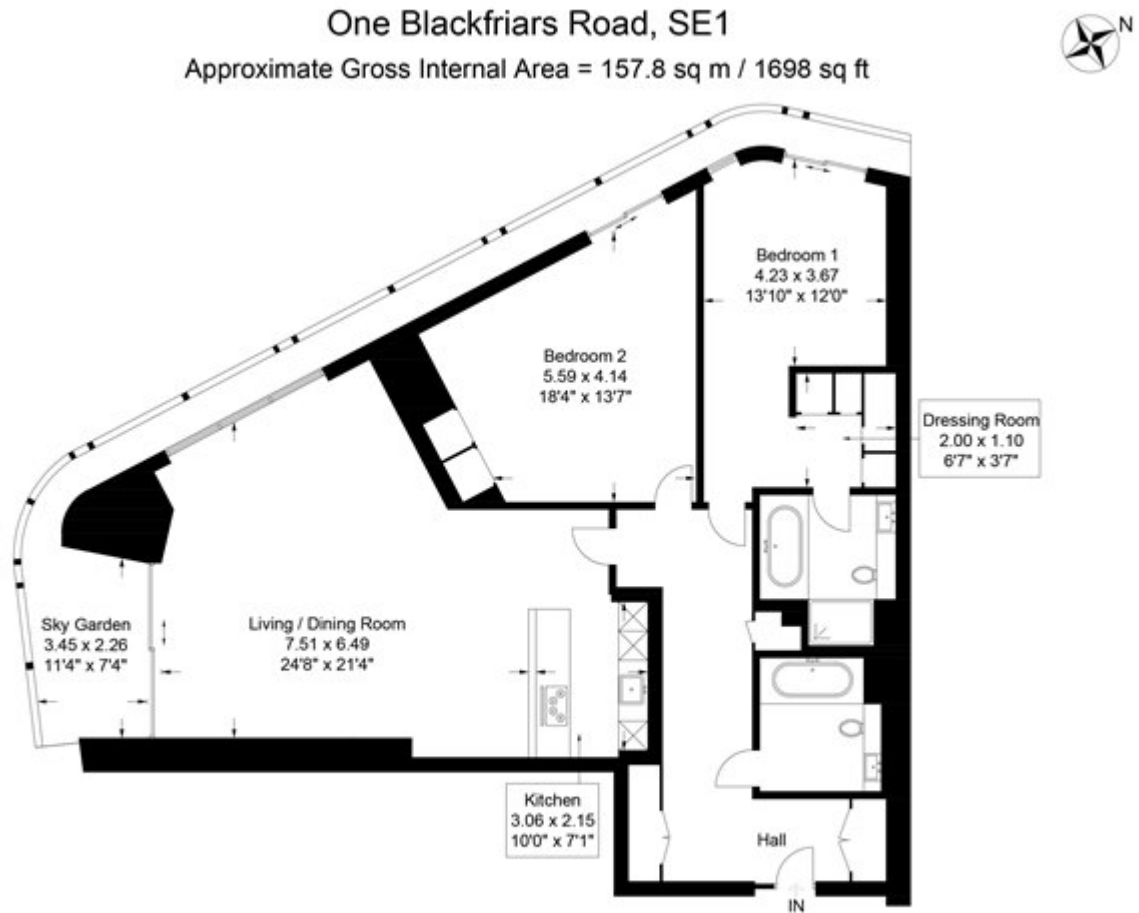 One Blackfriars Road, SE1
Approximate Gross Internal Area = 157.8 sq m / 1698 sq ft
N
Bedroom 1
4.23 x 3.67
13'10" x 12'0"
Bedroom 2
5.59 x 4.14
18'4" x 13'7"
Dressing Room
2.00 x 1.10
6'7" x 3'7"
Sky Garden
3.45 x 2.26
11'4" x 7'4"
Living / Dining Room
7.51 x 6.49
24'8" x 21'4"
Kitchen
3.06 x 2.15
10'0" x 7'1"
Hall
IN